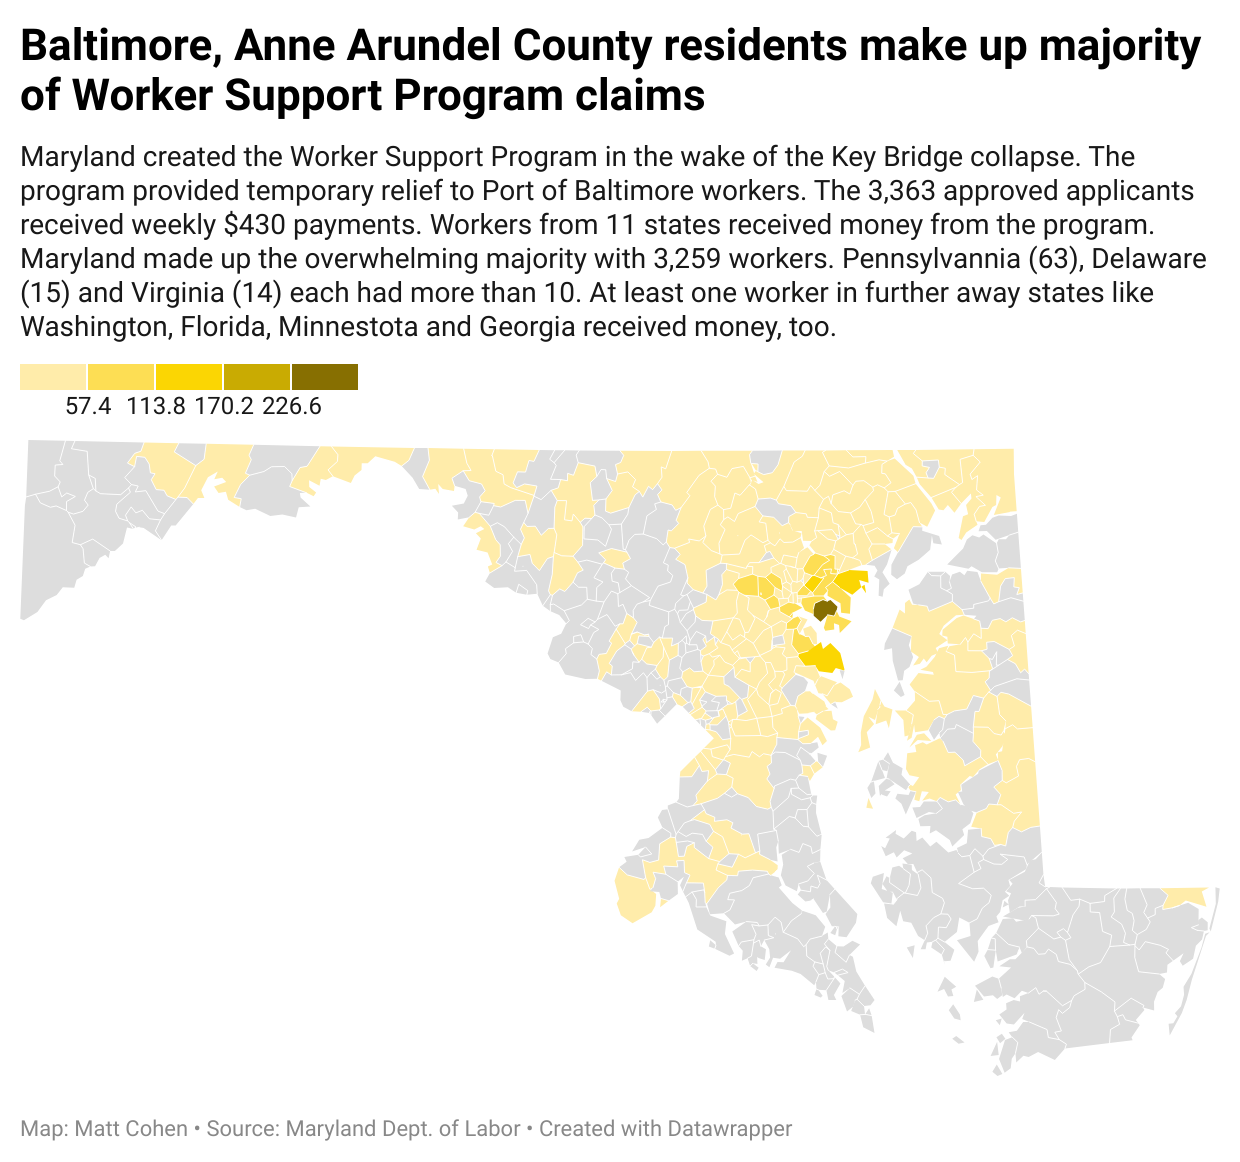 Baltimore, Anne Arundel County residents make up majority
of Worker Support Program claims
Maryland created the Worker Support Program in the wake of the Key Bridge collapse. The
program provided temporary relief to Port of Baltimore workers. The 3,363 approved applicants
received weekly $430 payments. Workers from 11 states received money from the program.
Maryland made up the overwhelming majority with 3,259 workers. Pennsylvannia (63), Delaware
(15) and Virginia (14) each had more than 10. At least one worker in further away states like
Washington, Florida, Minnestota and Georgia received money, too.
57.4 113.8 170.2 226.6
Map: Matt Cohen • Source: Maryland Dept. of Labor • Created with Datawrapper